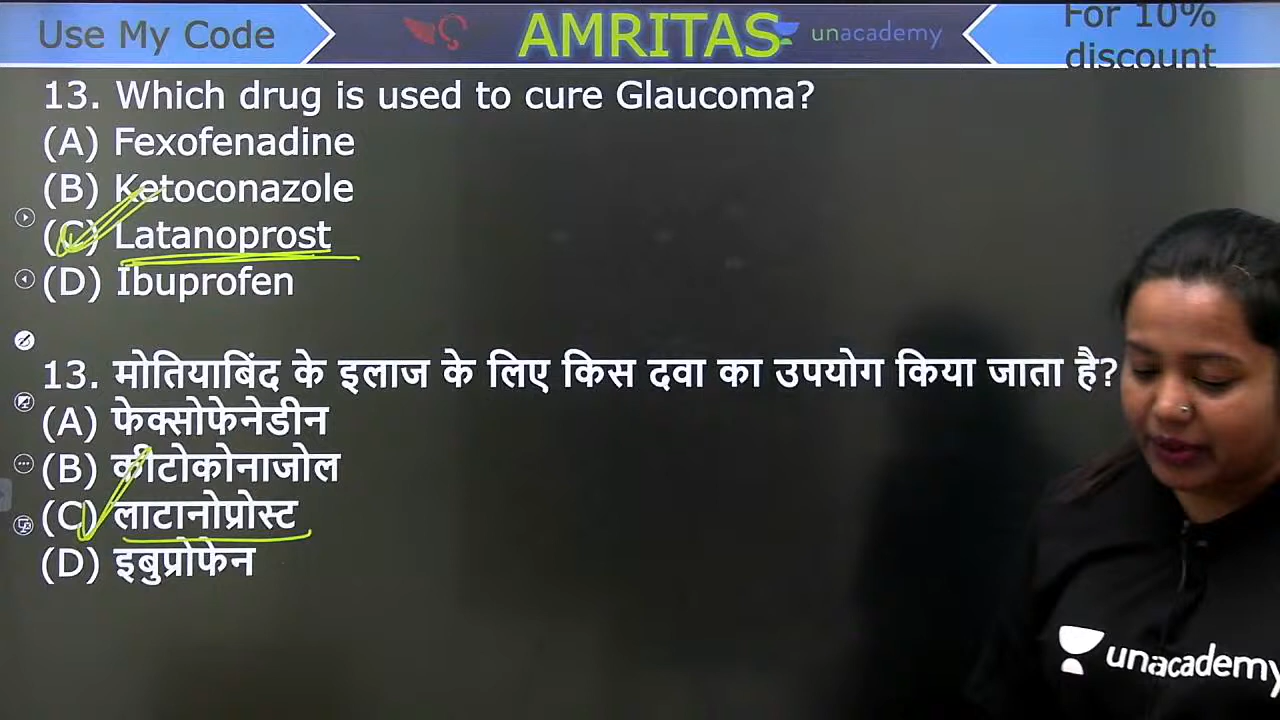 Use My Code
AMRITAS
unacademy
For 10%
discount
13. Which drug is used to cure Glaucoma?
(A) Fexofenadine
(B) Ketoconazole
(C) Latanoprost
(D) Ibuprofen
13. मोतियाबिंद के इलाज के लिए किस दवा का उपयोग किया जाता है?
(A) फेक्सोफेनेडीन
(B) कीटोकोनाजोल
(C) लाटानोप्रोस्ट
(D) इबुप्रोफेन
unacademy